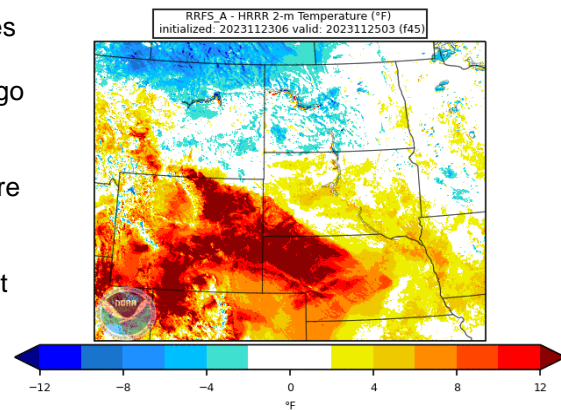 RRFS_A - HRRR 2-m Temperature (°F)
initialized: 2023112306 valid: 2023112503 (f45)
es
go
re
t
NOAA
−12 −8 −4 0 4 8 12
°F